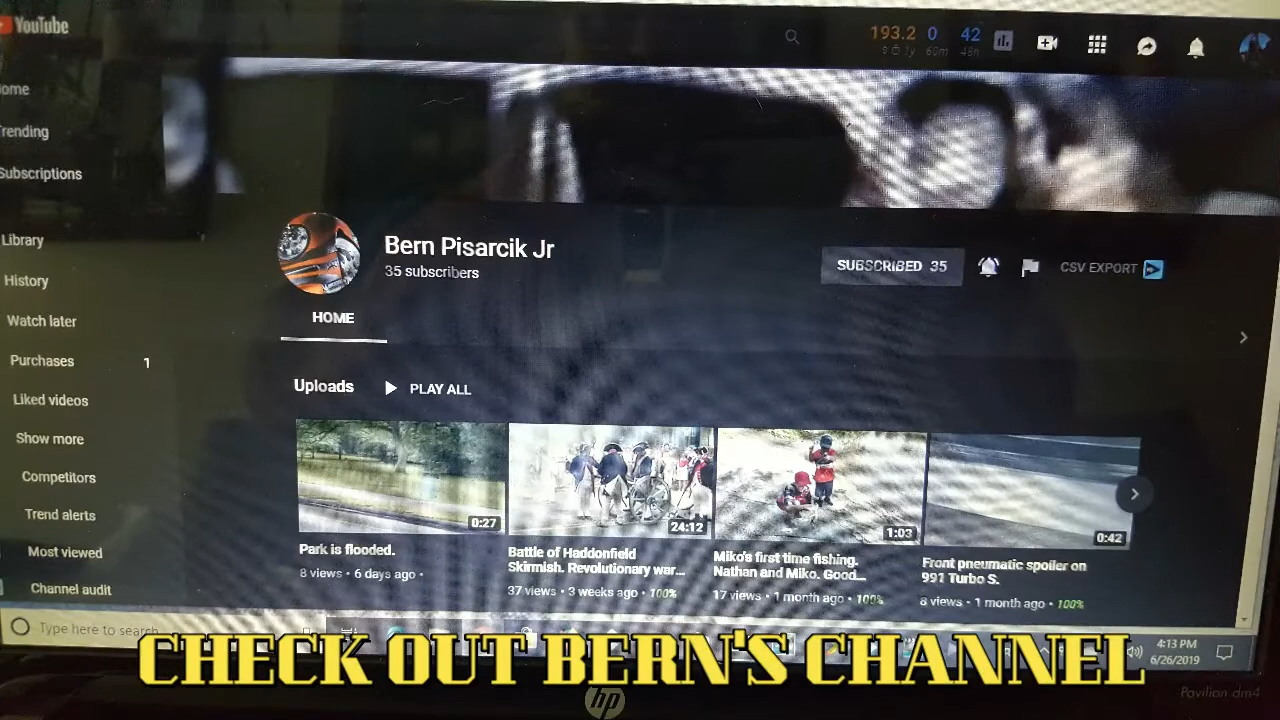 YouTube
193.2 0 42
60m 48h
ome
Trending
Subscriptions
Library
History
Watch later
Purchases 1
Liked videos
Show more
Competitors
Trend alerts
Most viewed
Channel audit
Bern Pisarcik Jr
35 subscribers
SUBSCRIBED 35
CSV EXPORT
HOME
Uploads PLAY ALL
0:27
24:12
1:03
0:42
Park is flooded.
8 views • 6 days ago •
Battle of Haddonfield
Skirmish. Revolutionary war...
37 views • 3 weeks ago • 100%
Miko's first time fishing.
Nathan and Miko. Good...
17 views • 1 month ago • 100%
Front pneumatic spoiler on
991 Turbo S.
8 views • 1 month ago • 100%
Type here to search
4:13 PM
6/26/2019
CHECK OUT BERN'S CHANNEL
hp
Pavilion dm4